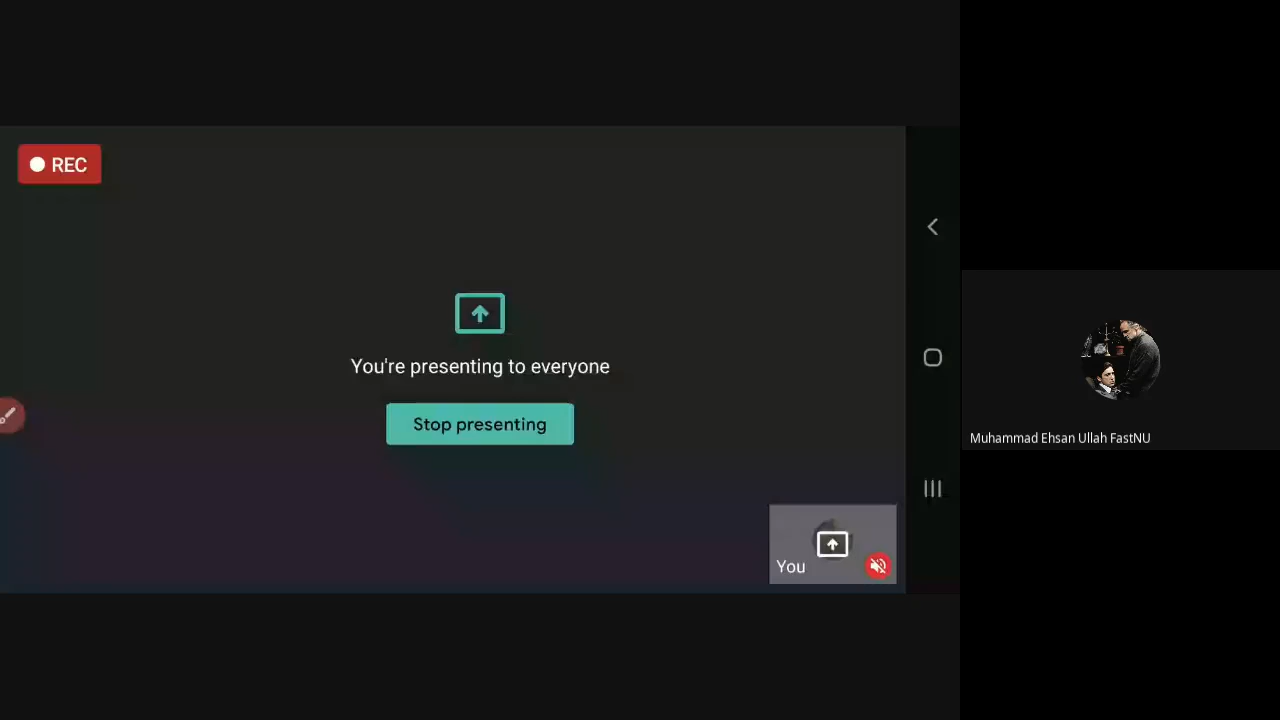 REC
You're presenting to everyone
Stop presenting
You
Muhammad Ehsan Ullah FastNU